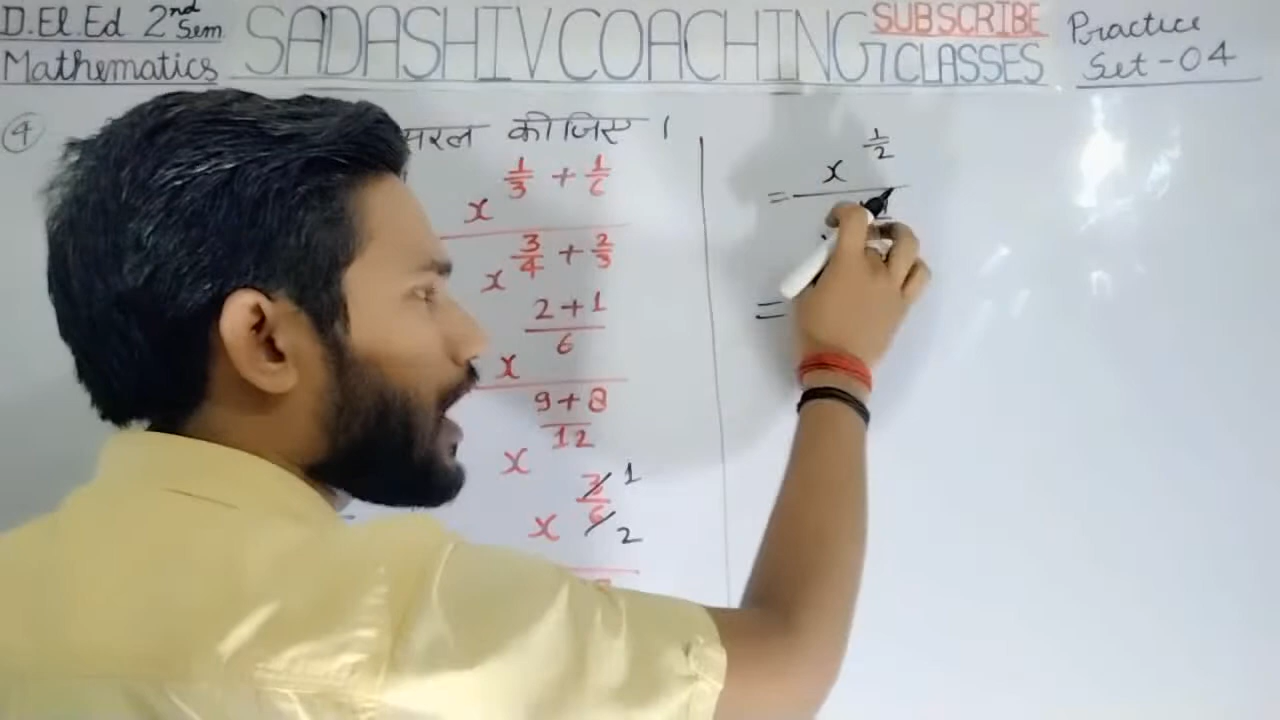 D.El.Ed 2nd Sem
Mathematics
SADASHIV COACHING
SUBSCRIBE
CLASSES
Practice
Set-04
④ सरल कीजिए ।
x^(1/3 + 1/6)
x^(3/4 + 2/3)
x^((2+1)/6)
x^((9+8)/12)
x^(3/6) 1
2
= x^(1/2)
=